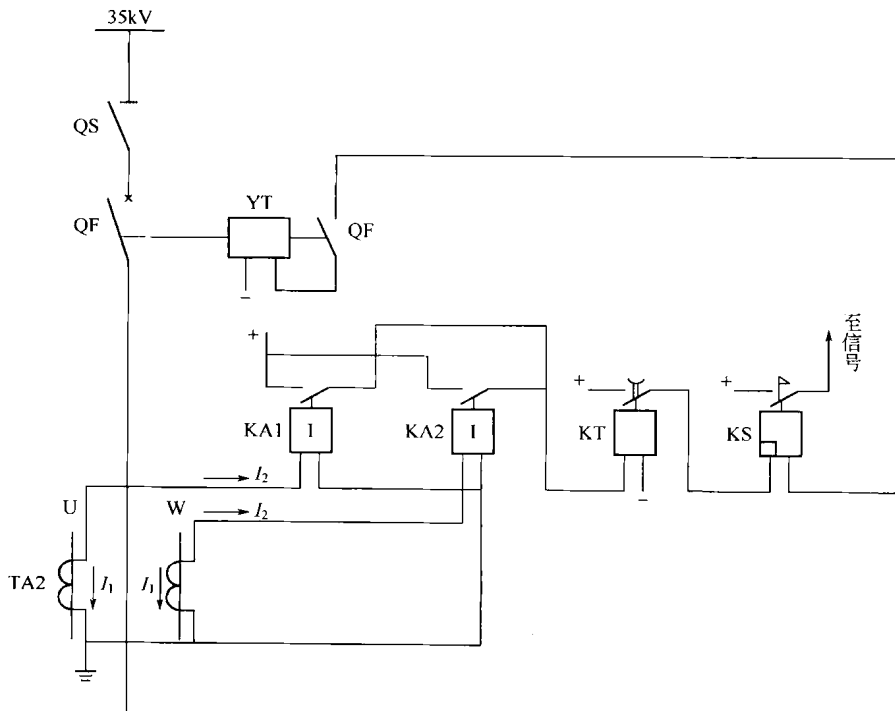 35kV
QS
QF
YT
QF
−
+
KA1
I
KA2
I
+
KT
−
+
KS
至信号
I₂
U
W
I₂
TA2
I₁
I₁